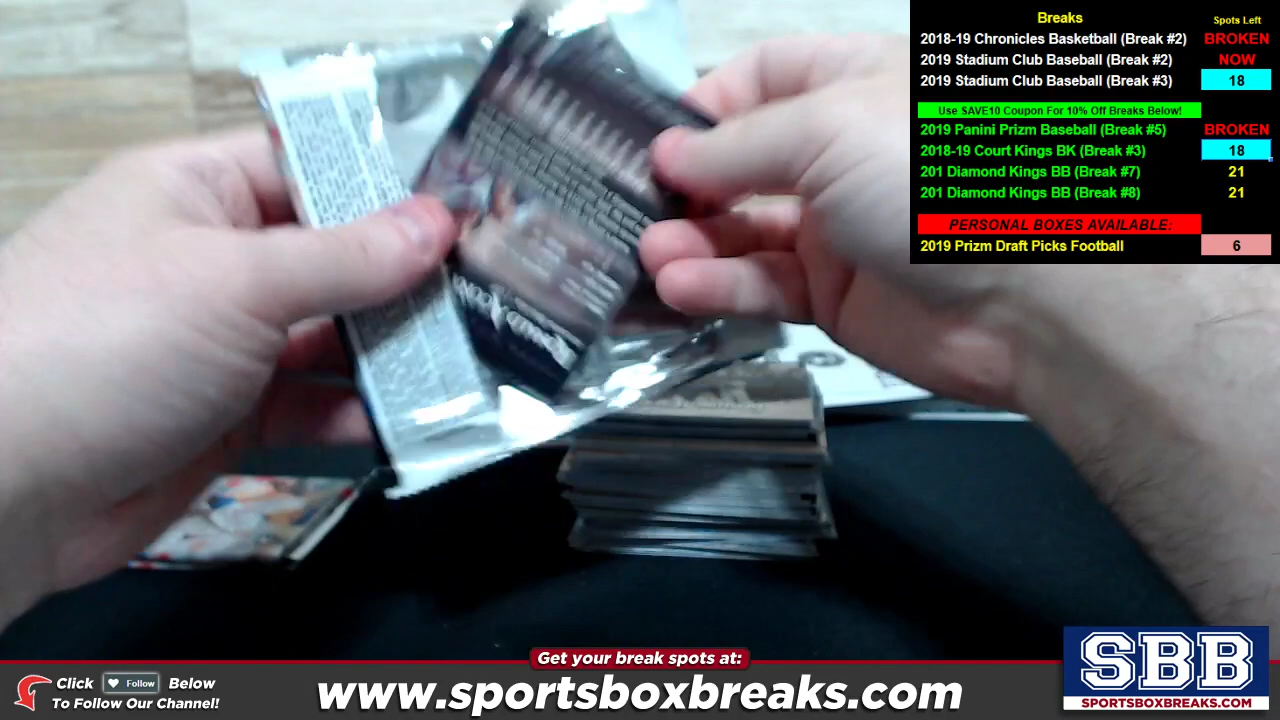 Breaks
Spots Left
2018-19 Chronicles Basketball (Break #2) BROKEN
2019 Stadium Club Baseball (Break #2) NOW
2019 Stadium Club Baseball (Break #3) 18
Use SAVE10 Coupon For 10% Off Breaks Below!
2019 Panini Prizm Baseball (Break #5) BROKEN
2018-19 Court Kings BK (Break #3) 18
201 Diamond Kings BB (Break #7) 21
201 Diamond Kings BB (Break #8) 21
PERSONAL BOXES AVAILABLE:
2019 Prizm Draft Picks Football 6
Get your break spots at:
Click Follow Below
To Follow Our Channel!
www.sportsboxbreaks.com
SBB
SPORTSBOXBREAKS.COM